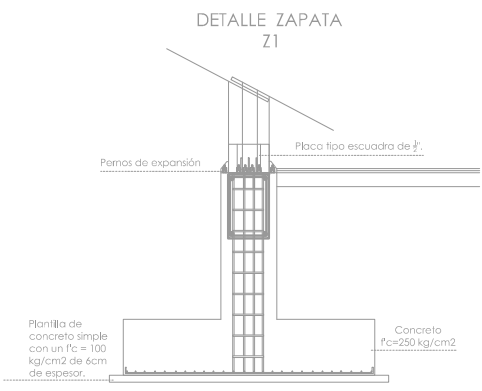 DETALLE ZAPATA
Z1
Placa tipo escuadra de ½".
Pernos de expansión
Plantilla de
concreto simple
con un f'c = 100
kg/cm2 de 6cm
de espesor.
Concreto
f'c=250 kg/cm2